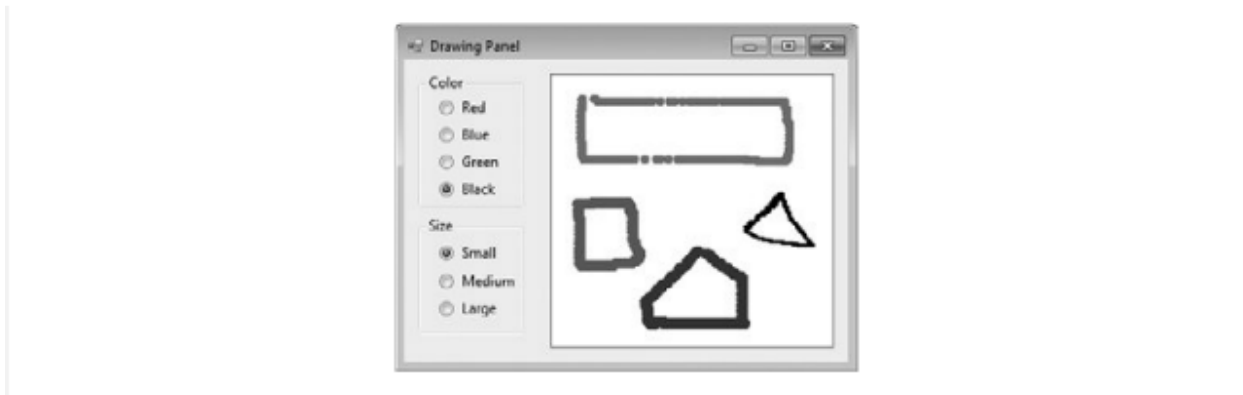 Drawing Panel
Color
Red
Blue
Green
Black
Size
Small
Medium
Large